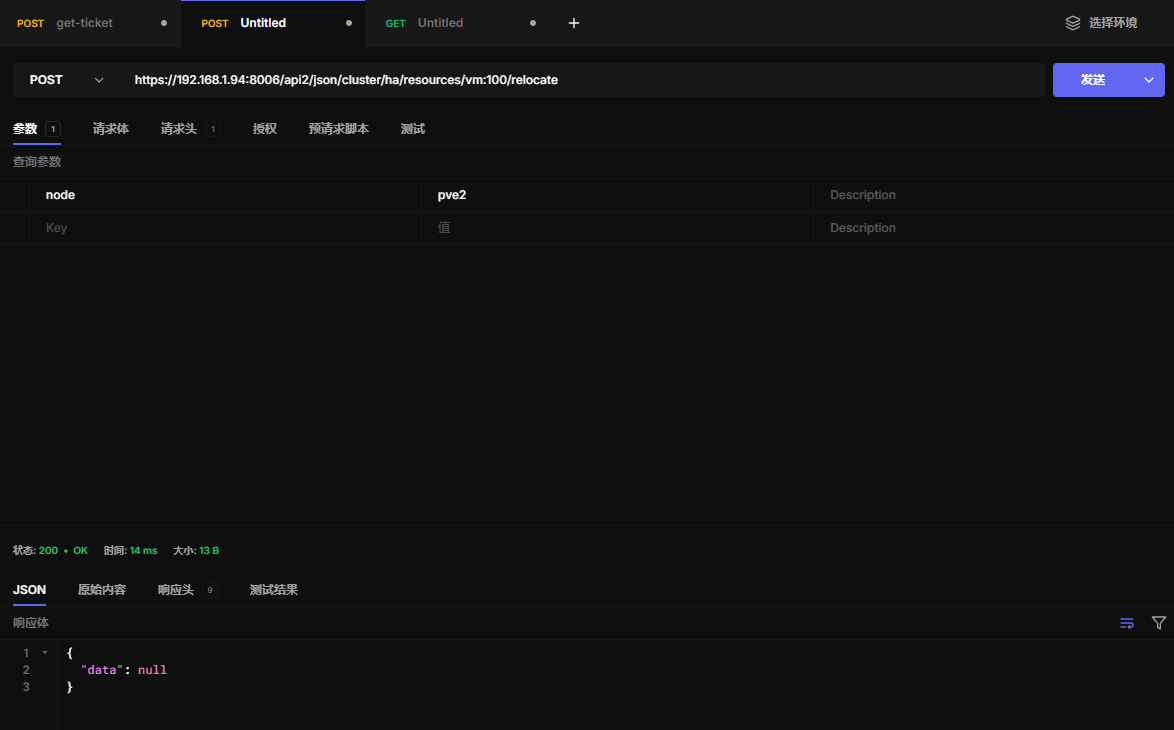 POST get-ticket POST Untitled GET Untitled + 选择环境
POST https://192.168.1.94:8006/api2/json/cluster/ha/resources/vm:100/relocate 发送
参数 1 请求体 请求头 1 授权 预请求脚本 测试
查询参数
node pve2 Description
Key 值 Description
状态: 200 • OK 时间: 14 ms 大小: 13 B
JSON 原始内容 响应头 9 测试结果
响应体
1 {
2 "data": null
3 }